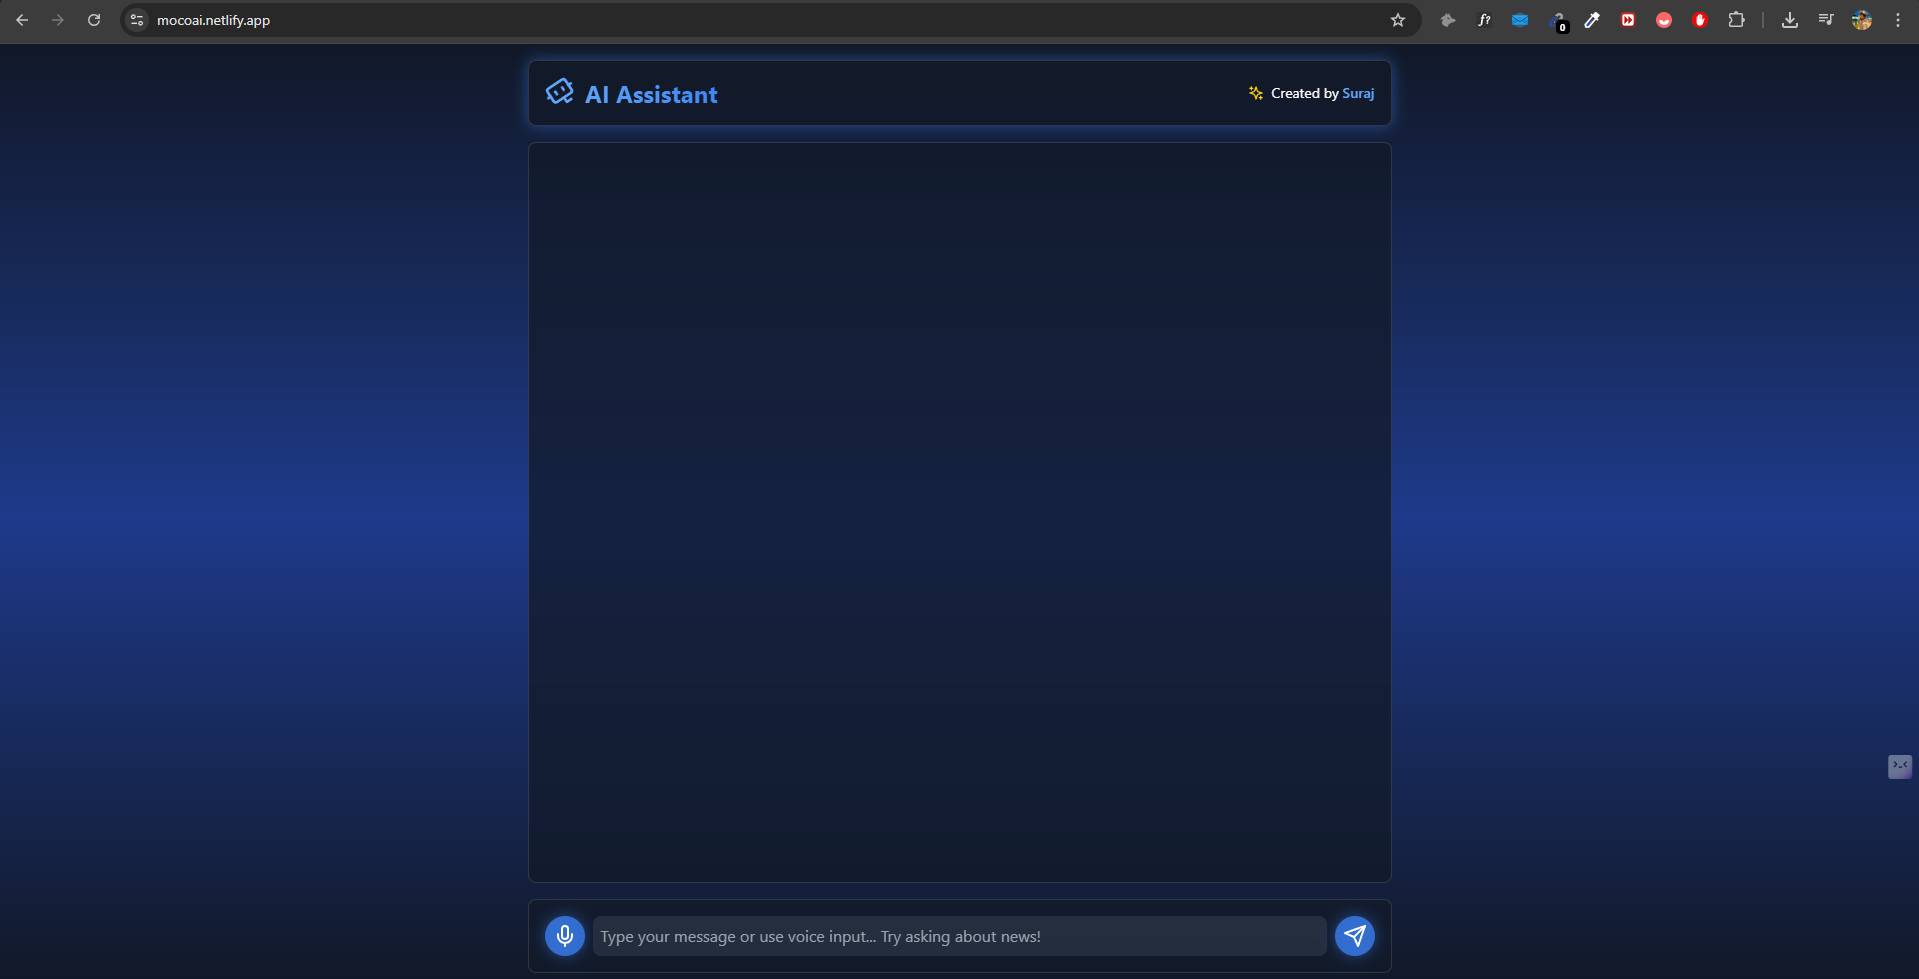 mocoai.netlify.app
f?
0
AI Assistant
Created by Suraj
Type your message or use voice input... Try asking about news!